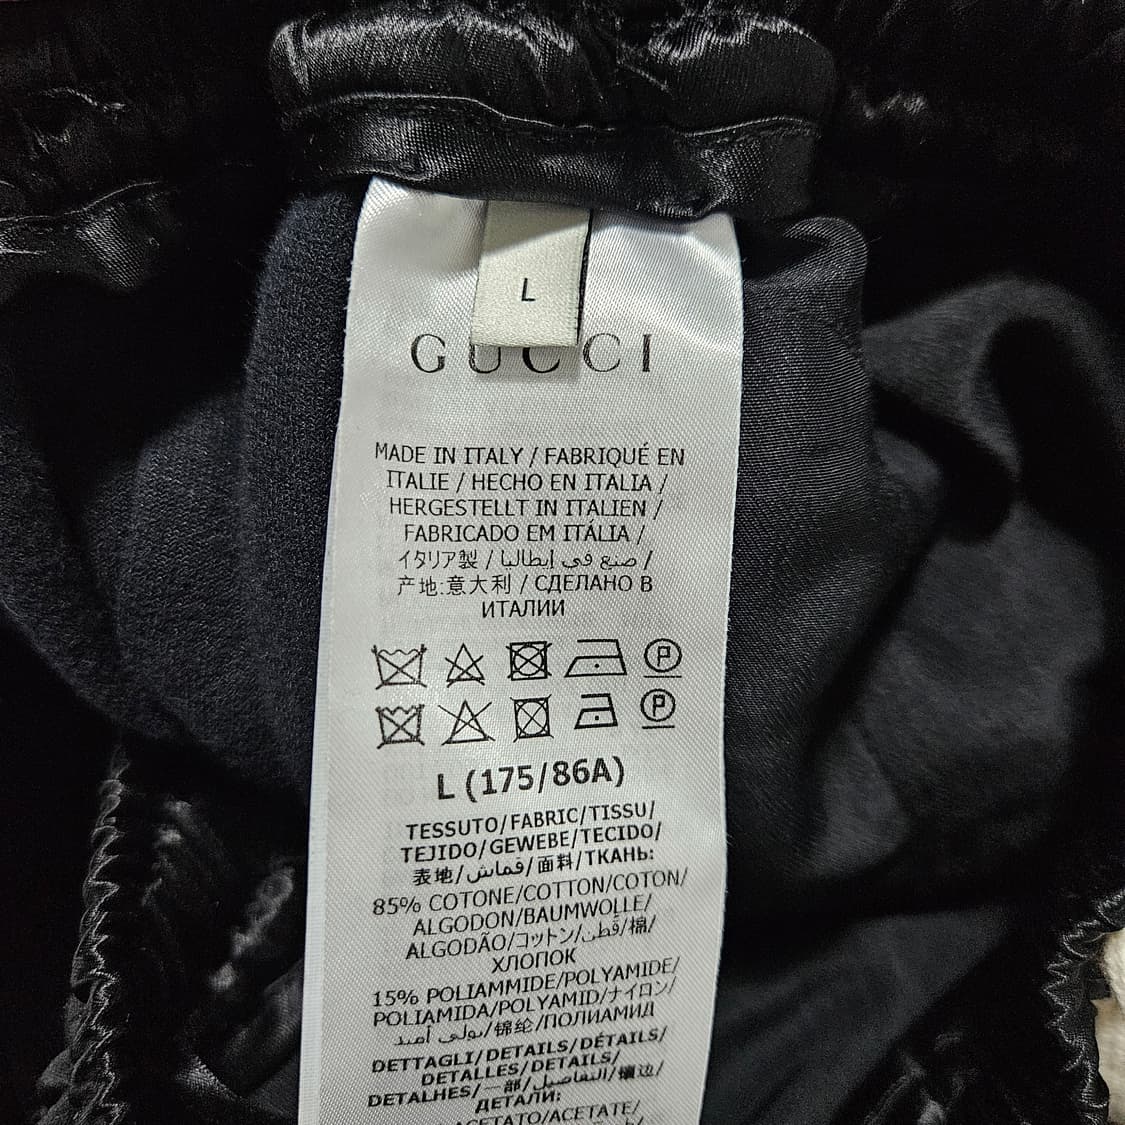 L
GUCCI
MADE IN ITALY / FABRIQUÉ EN
ITALIE / HECHO EN ITALIA /
HERGESTELLT IN ITALIEN /
FABRICADO EM ITÁLIA /
イタリア製 / صنع في إيطاليا /
产地:意大利 / СДЕЛАНО В
ИТАЛИИ
P
P
L (175/86A)
TESSUTO/FABRIC/TISSU/
TEJIDO/GEWEBE/TECIDO/
表地/قماش/面料/ТКАНЬ:
85% COTONE/COTTON/COTON/
ALGODON/BAUMWOLLE/
ALGODÃO/コットン/قطن/棉/
ХЛОПОК
15% POLIAMMIDE/POLYAMIDE/
POLIAMIDA/POLYAMID/ナイロン/
بولي أميد/锦纶/ПОЛИАМИД
DETTAGLI/DETAILS/DÉTAILS/
DETALLES/DETAILS/
DETALHES/一部/التفاصيل/镶边/
ДЕТАЛИ:
ACETATO/ACETATE/